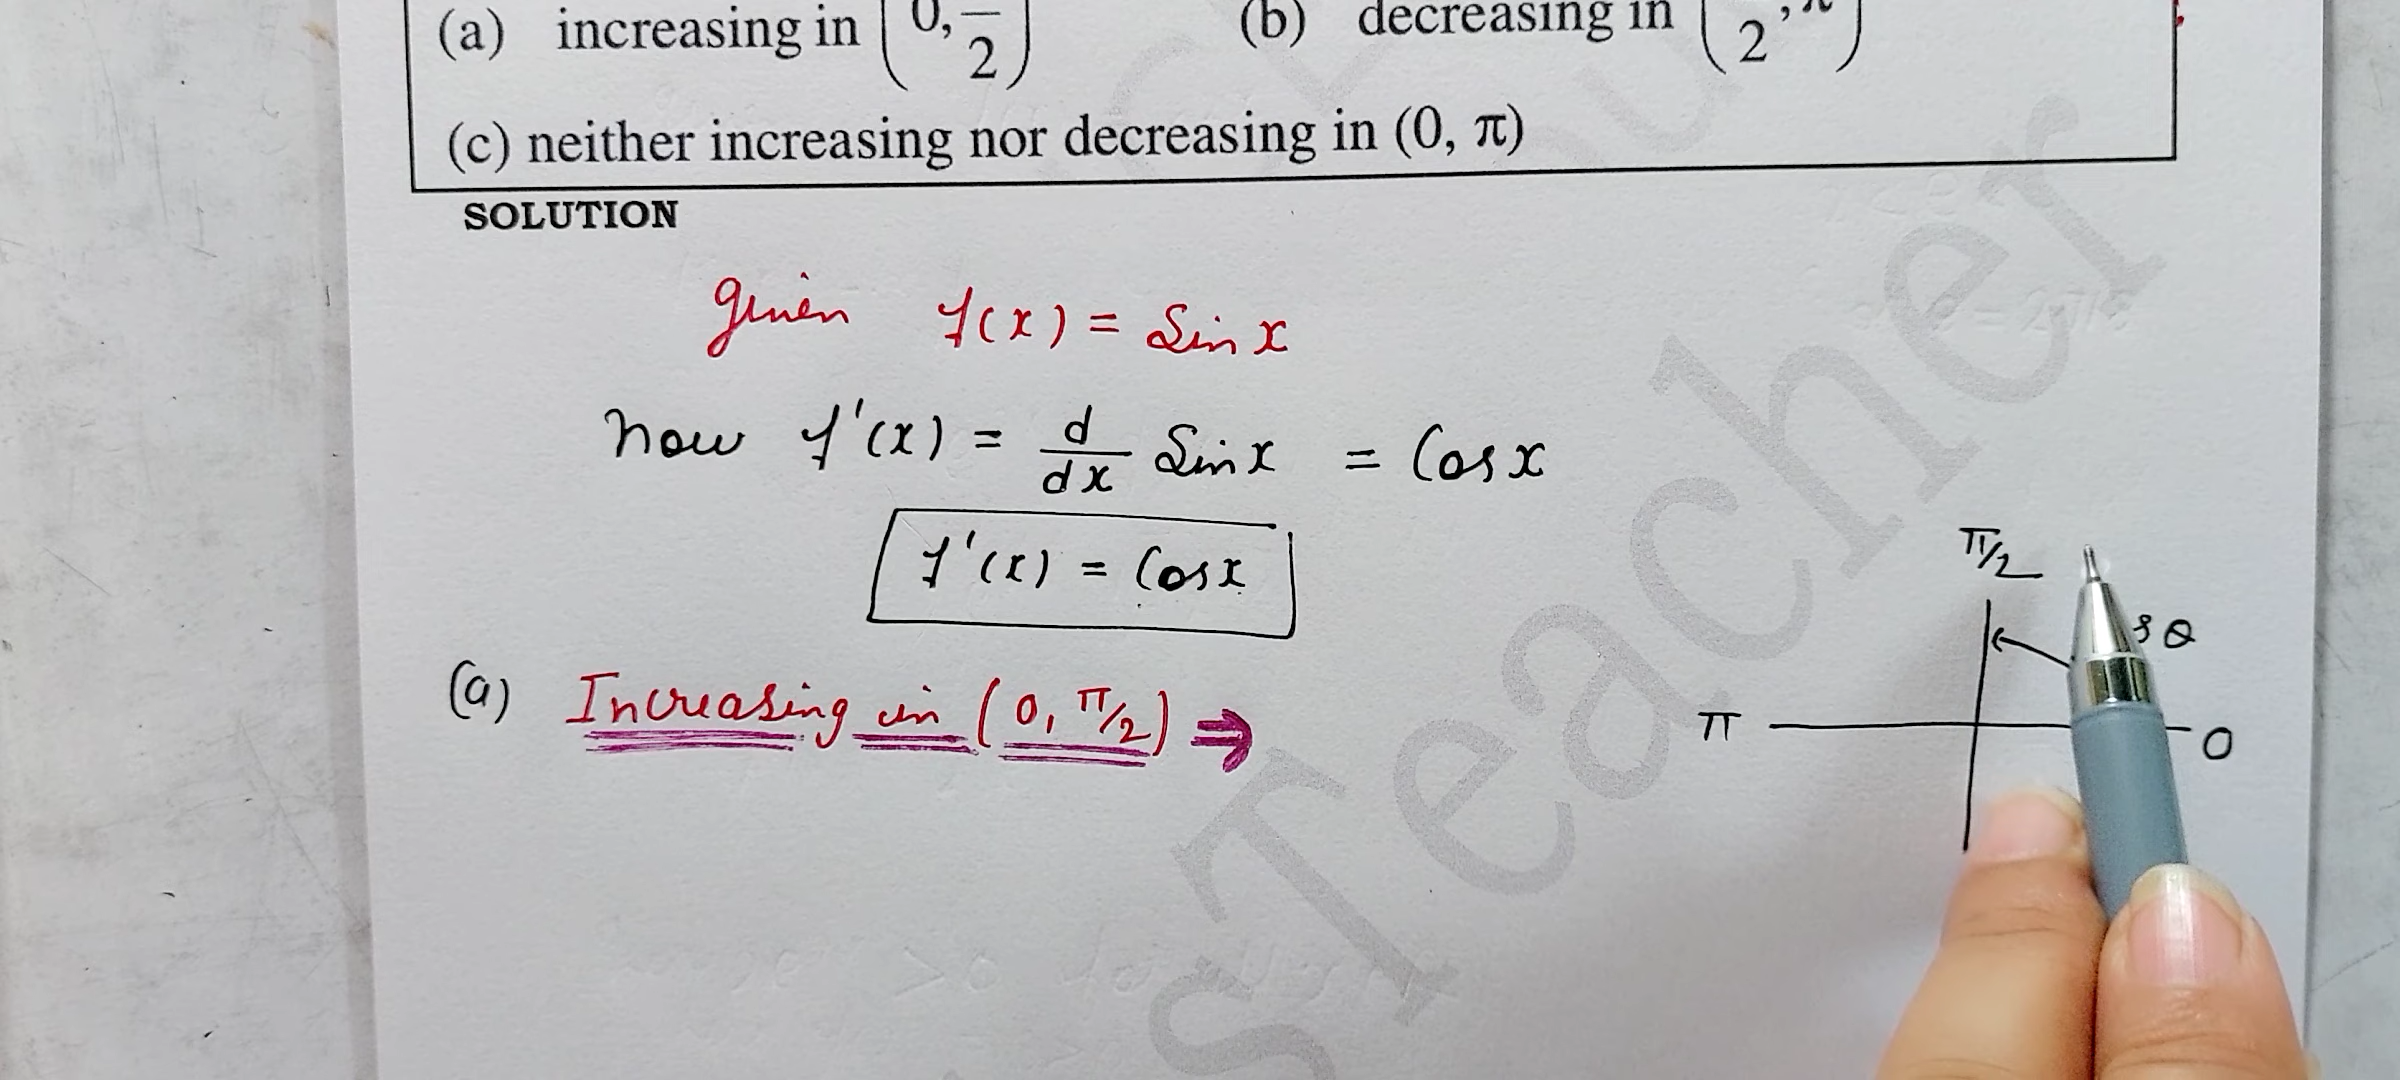 (a) increasing in (0, —/2) (b) decreasing in (—/2, π)
(c) neither increasing nor decreasing in (0, π)
SOLUTION
given f(x) = Sin x
now f'(x) = d/dx Sin x = Cos x
f'(x) = Cos x
π/2
θ
(a) Increasing in (0, π/2) ⇒
π 0
Teacher